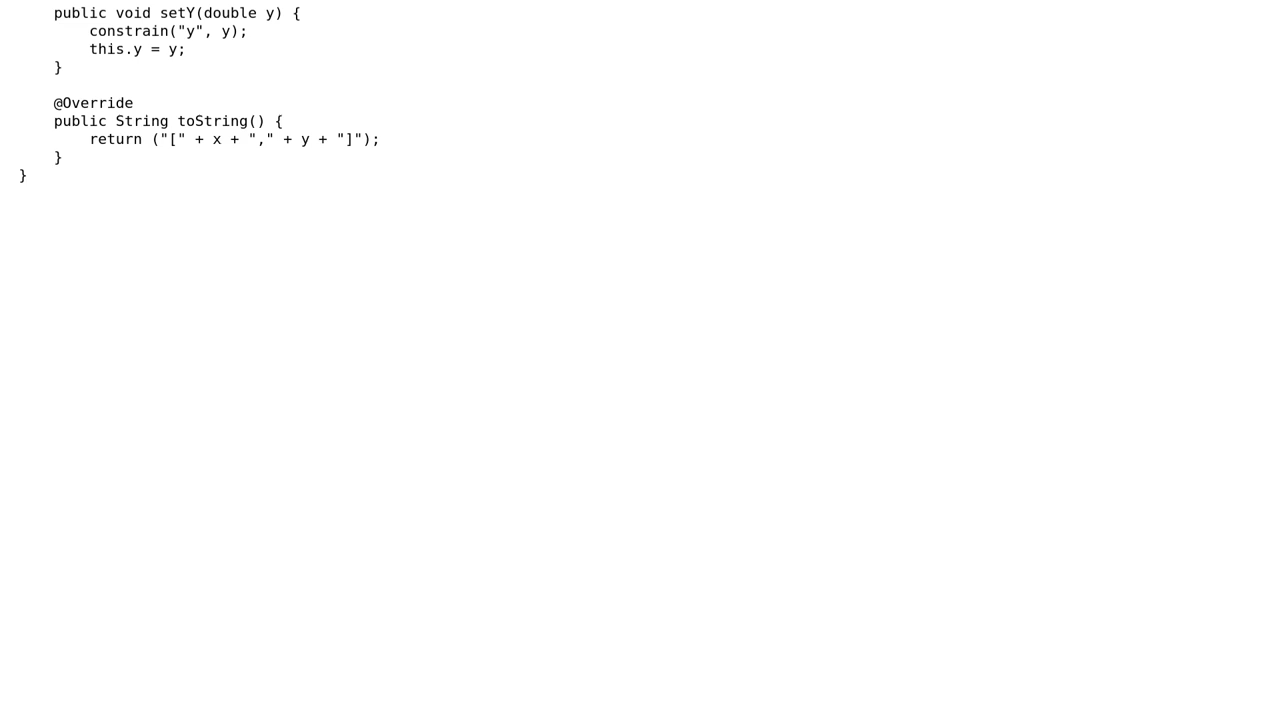 public void setY(double y) {
        constrain("y", y);
        this.y = y;
    }

    @Override
    public String toString() {
        return ("[" + x + "," + y + "]");
    }
}